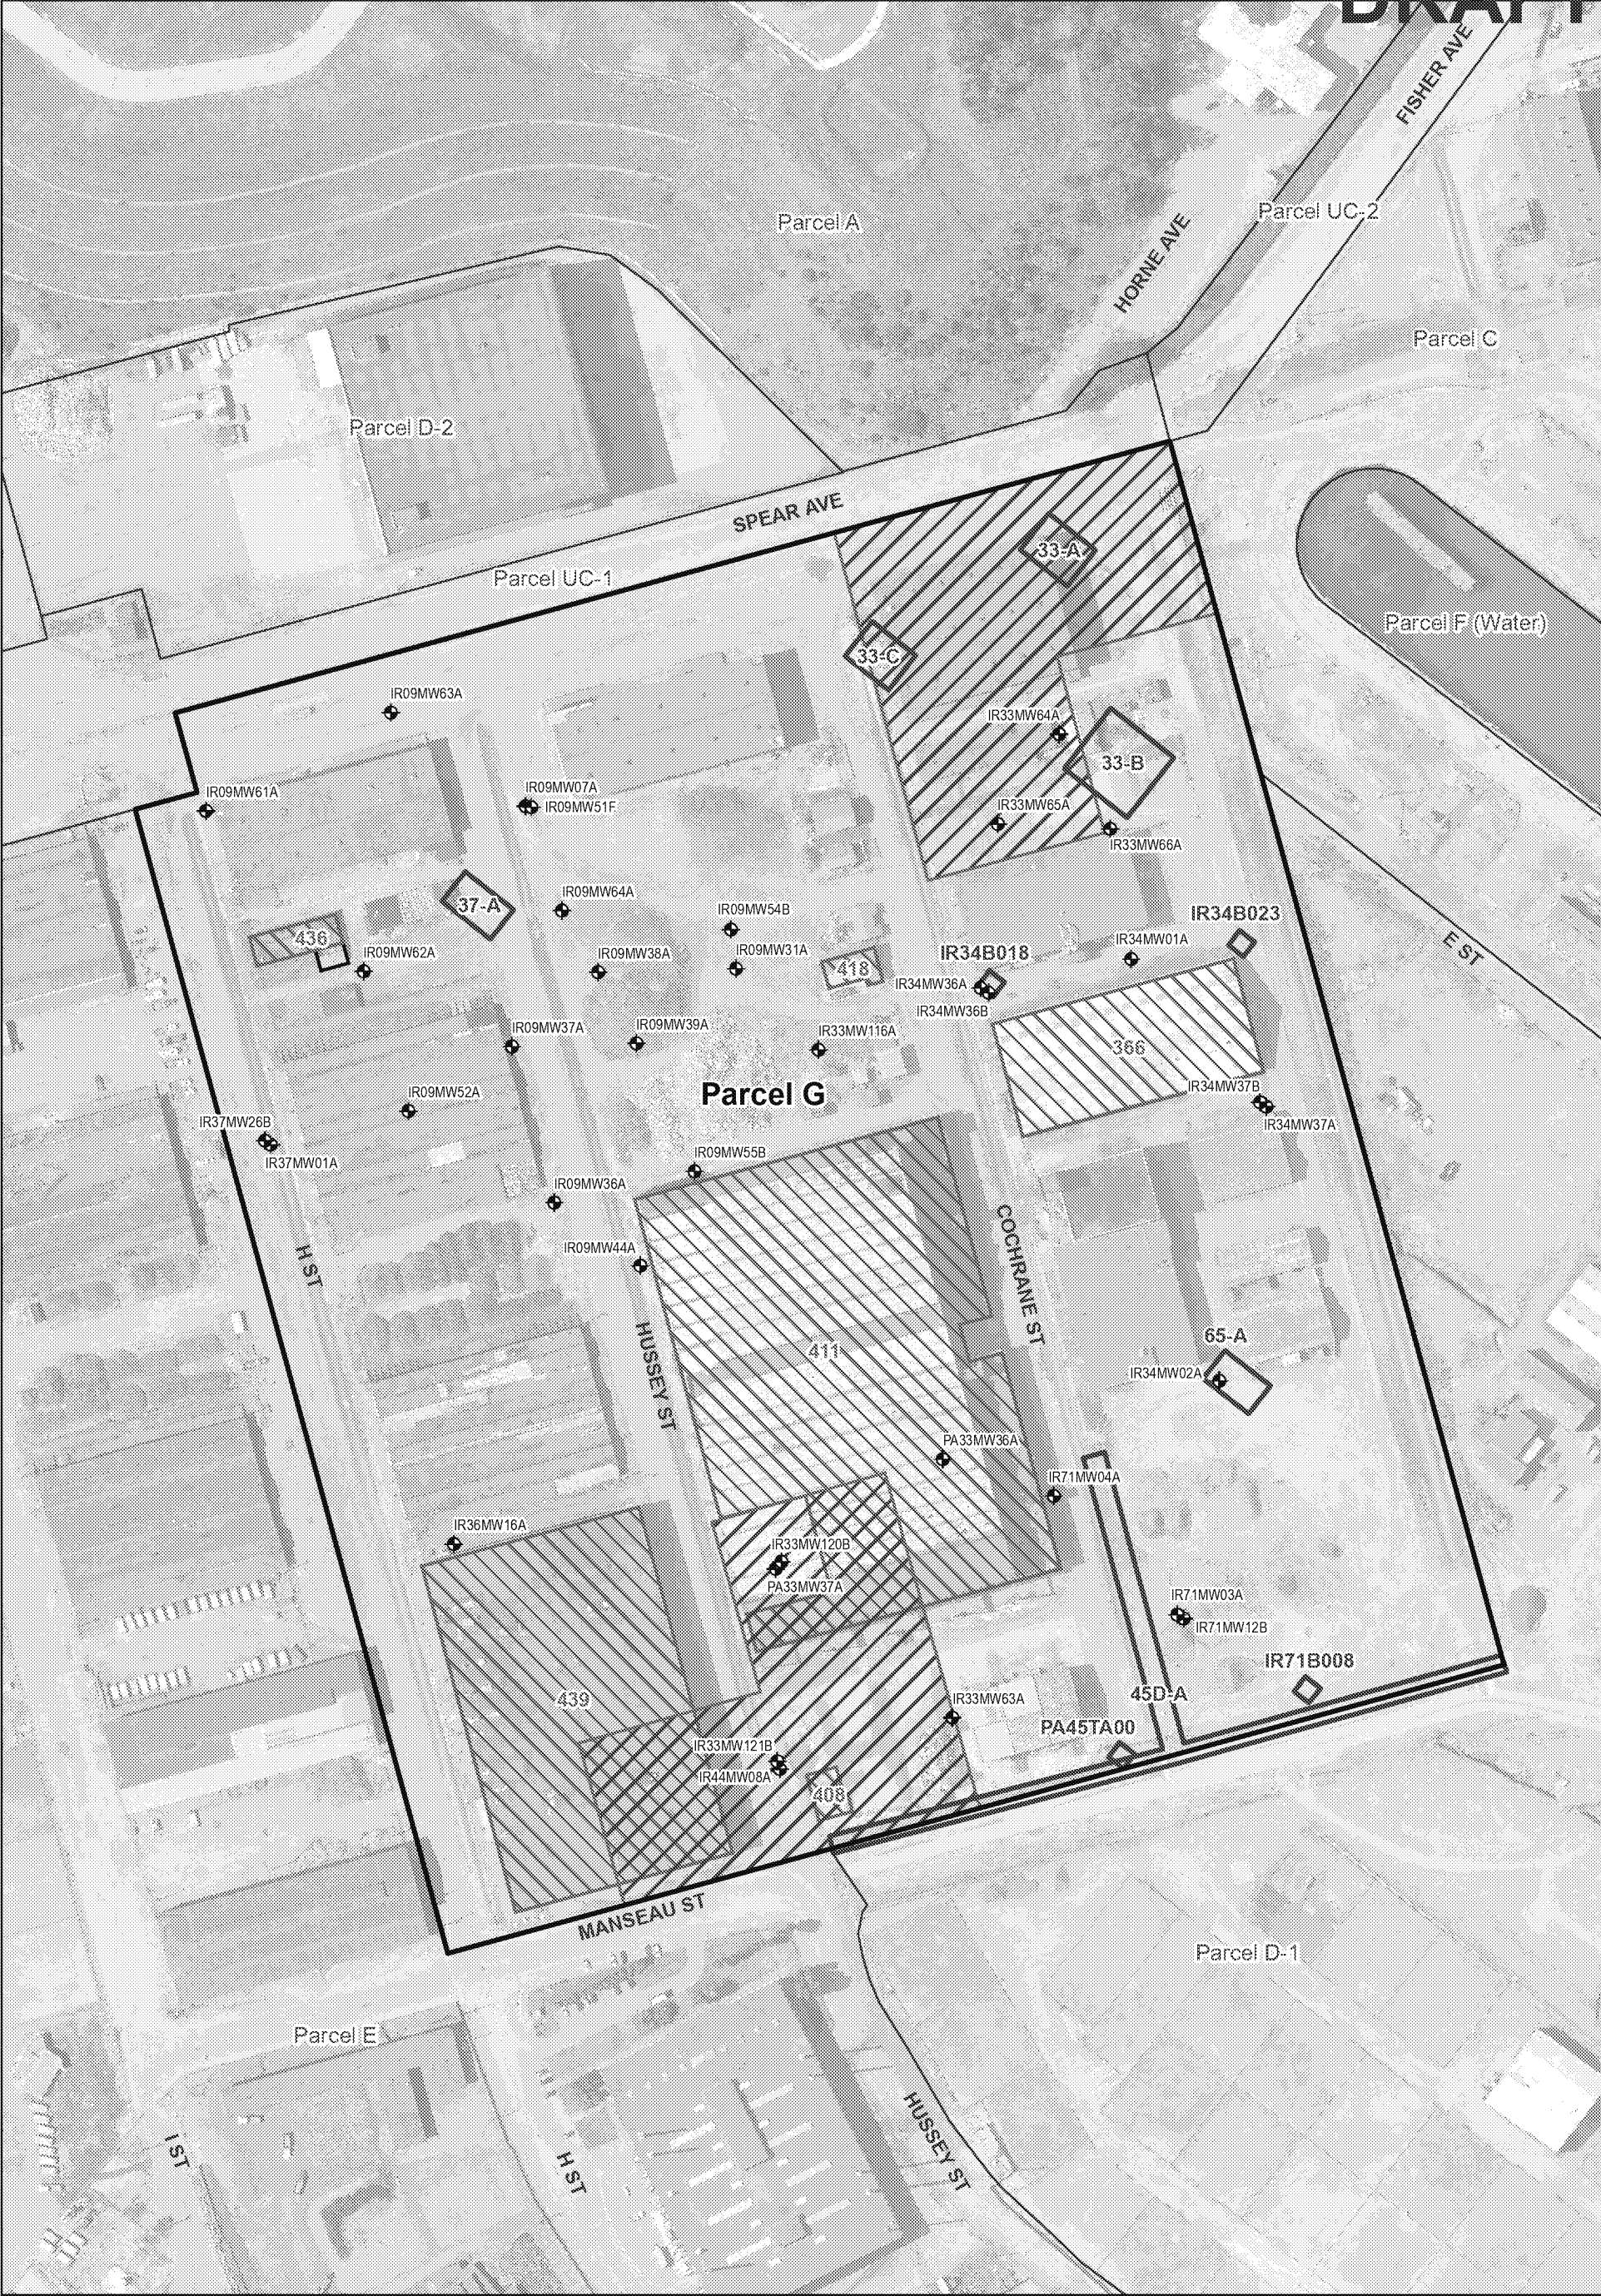 DRAFT
FISHER AVE
Parcel UC-2
Parcel A
HORNE AVE
Parcel C
Parcel D-2
SPEAR AVE
33-A
Parcel UC-1
Parcel F (Water)
33-C
IR09MW63A
IR33MW64A
33-B
IR09MW61A
IR09MW07A
IR09MW51F
IR33MW65A
IR33MW66A
37-A
IR09MW64A
IR09MW54B
IR34B023
436
IR09MW62A
IR09MW38A
IR09MW31A
418
IR34B018
IR34MW01A
E ST
IR34MW36A
IR34MW36B
IR09MW37A
IR09MW39A
IR33MW116A
366
Parcel G
IR34MW37B
IR34MW37A
IR09MW52A
IR37MW26B
IR37MW01A
IR09MW55B
IR09MW36A
IR09MW44A
H ST
COCHRANE ST
HUSSEY ST
411
65-A
IR34MW02A
PA33MW36A
IR71MW04A
IR36MW16A
IR33MW120B
PA33MW37A
IR71MW03A
IR71MW12B
IR71B008
439
IR33MW63A
45D-A
PA45TA00
IR33MW121B
IR44MW08A
408
MANSEAU ST
Parcel D-1
Parcel E
I ST
H ST
HUSSEY ST